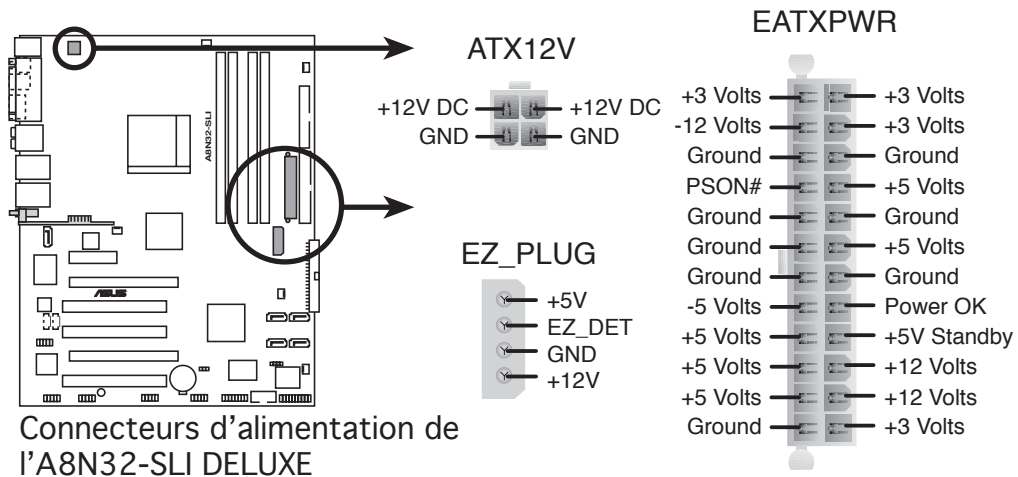 EATXPWR
ATX12V
+12V DC
+12V DC
GND
GND
A8N32-SLI
ASUS
EZ_PLUG
+5V
EZ_DET
GND
+12V
+3 Volts
+3 Volts
-12 Volts
+3 Volts
Ground
Ground
PSON#
+5 Volts
Ground
Ground
Ground
+5 Volts
Ground
Ground
-5 Volts
Power OK
+5 Volts
+5V Standby
+5 Volts
+12 Volts
+5 Volts
+12 Volts
Ground
+3 Volts
Connecteurs d’alimentation de
l’A8N32-SLI DELUXE